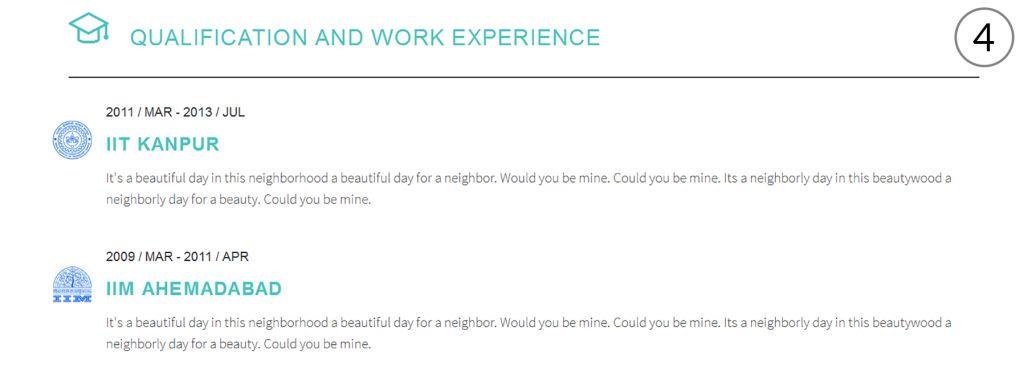 QUALIFICATION AND WORK EXPERIENCE
4
2011 / MAR - 2013 / JUL
IIT KANPUR
It's a beautiful day in this neighborhood a beautiful day for a neighbor. Would you be mine. Could you be mine. Its a neighborly day in this beautywood a
neighborly day for a beauty. Could you be mine.
2009 / MAR - 2011 / APR
IIM
IIM AHEMADABAD
It's a beautiful day in this neighborhood a beautiful day for a neighbor. Would you be mine. Could you be mine. Its a neighborly day in this beautywood a
neighborly day for a beauty. Could you be mine.